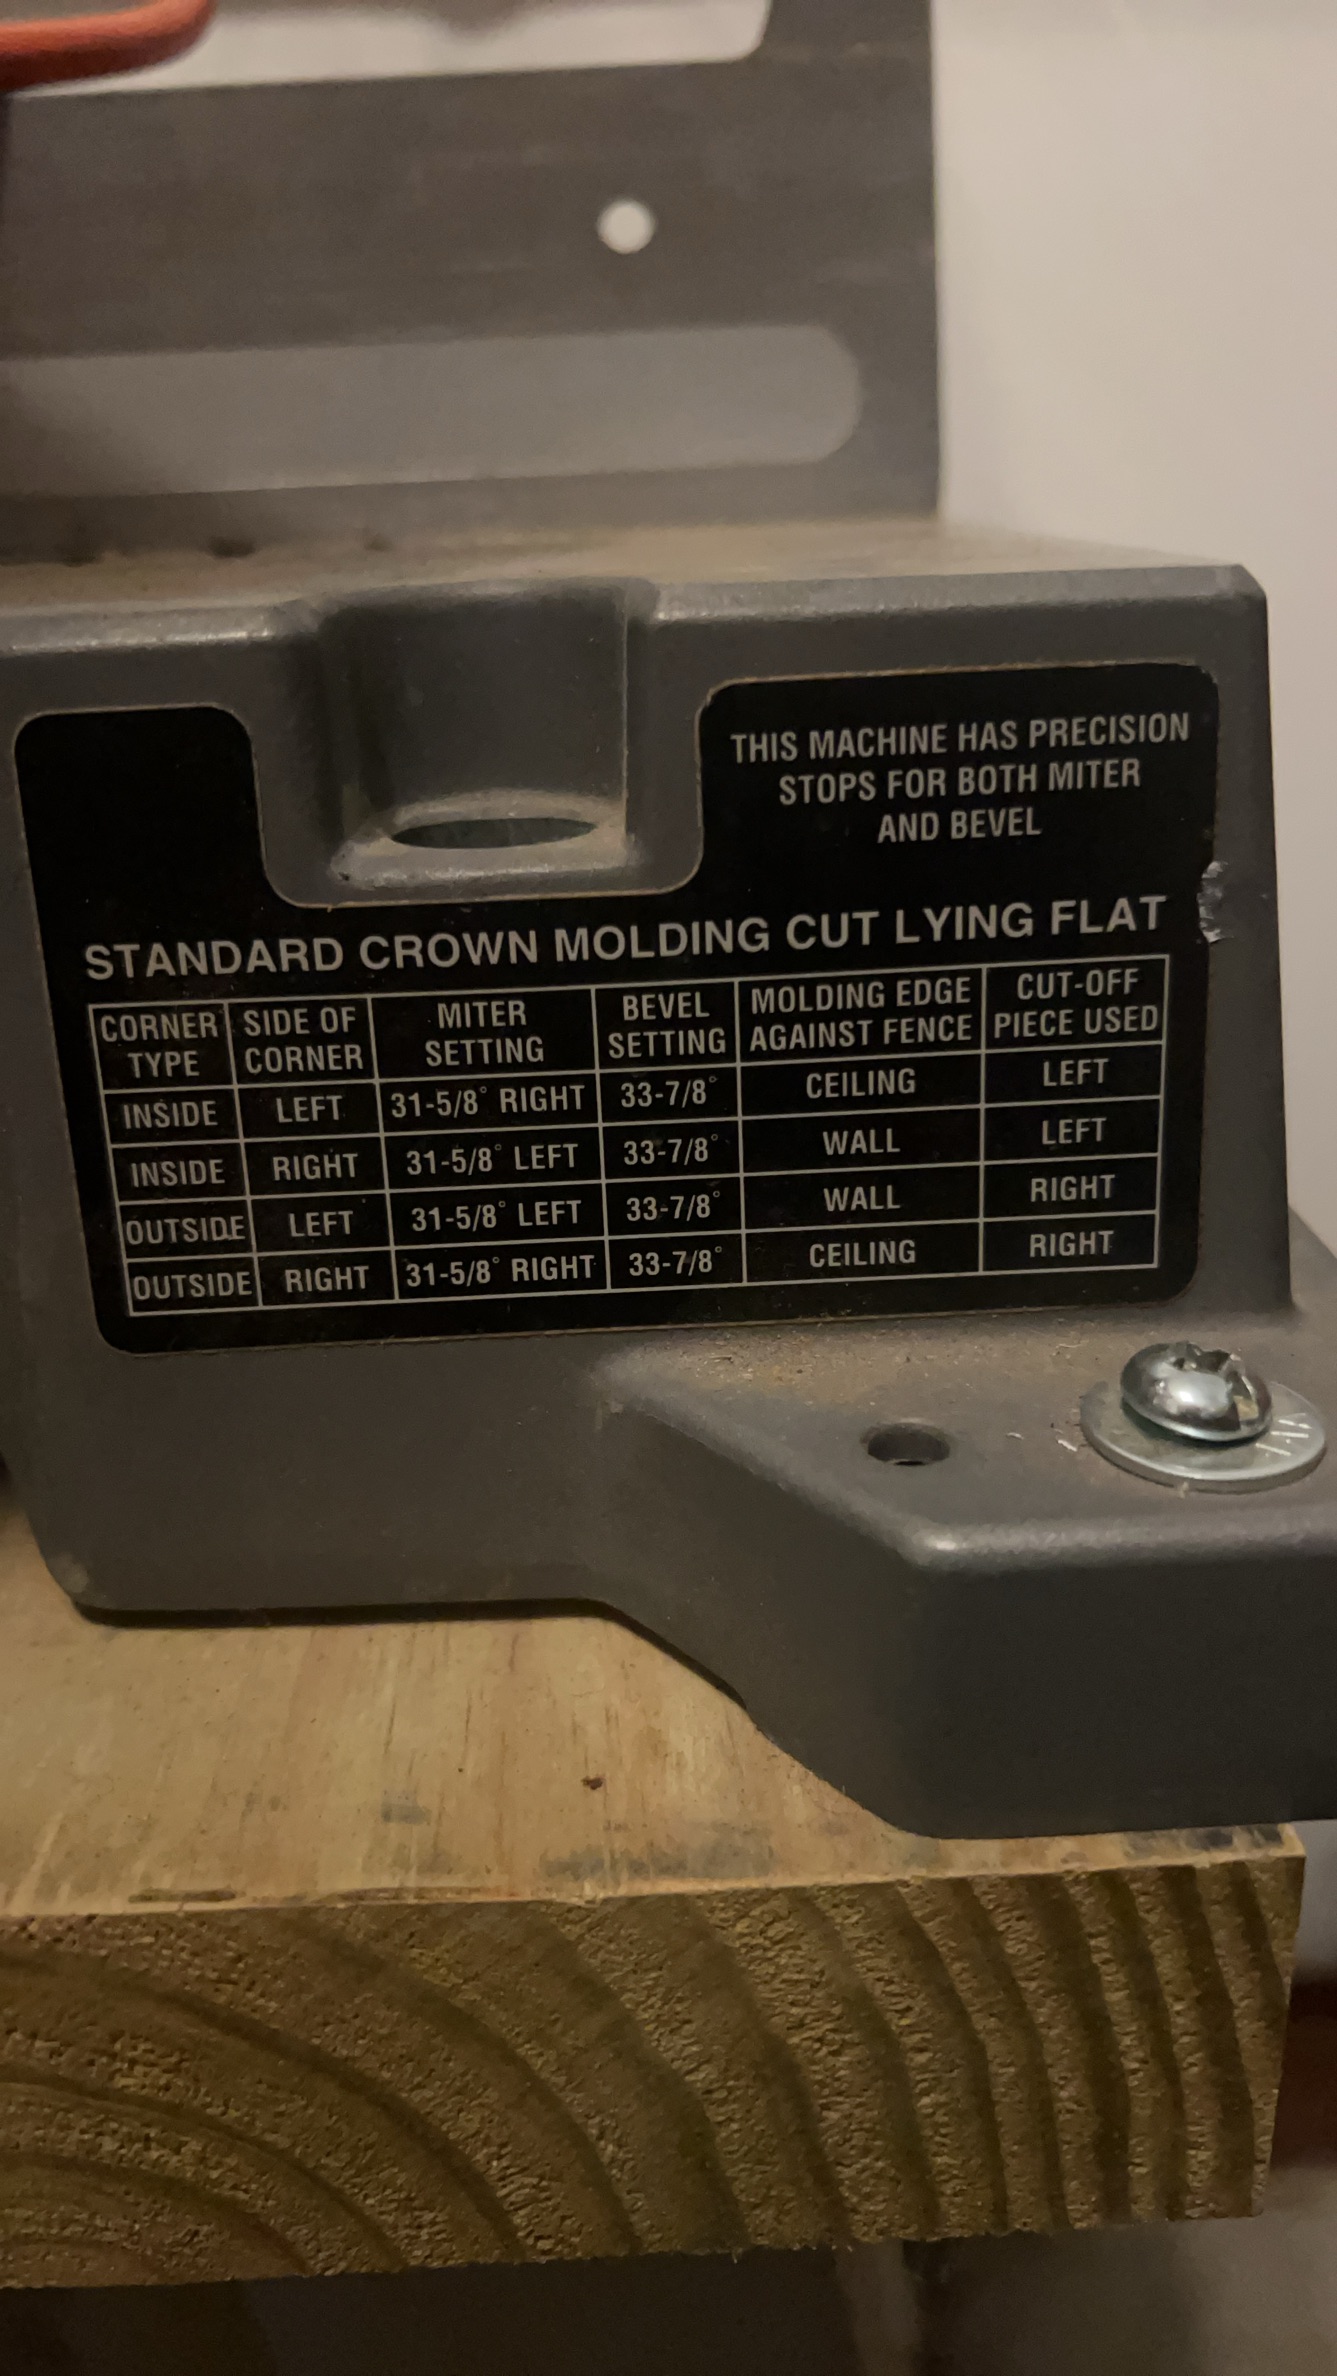 THIS MACHINE HAS PRECISION
STOPS FOR BOTH MITER
AND BEVEL
STANDARD CROWN MOLDING CUT LYING FLAT
CORNER TYPE SIDE OF CORNER MITER SETTING BEVEL SETTING MOLDING EDGE AGAINST FENCE CUT-OFF PIECE USED
INSIDE LEFT 31-5/8° RIGHT 33-7/8° CEILING LEFT
INSIDE RIGHT 31-5/8° LEFT 33-7/8° WALL LEFT
OUTSIDE LEFT 31-5/8° LEFT 33-7/8° WALL RIGHT
OUTSIDE RIGHT 31-5/8° RIGHT 33-7/8° CEILING RIGHT